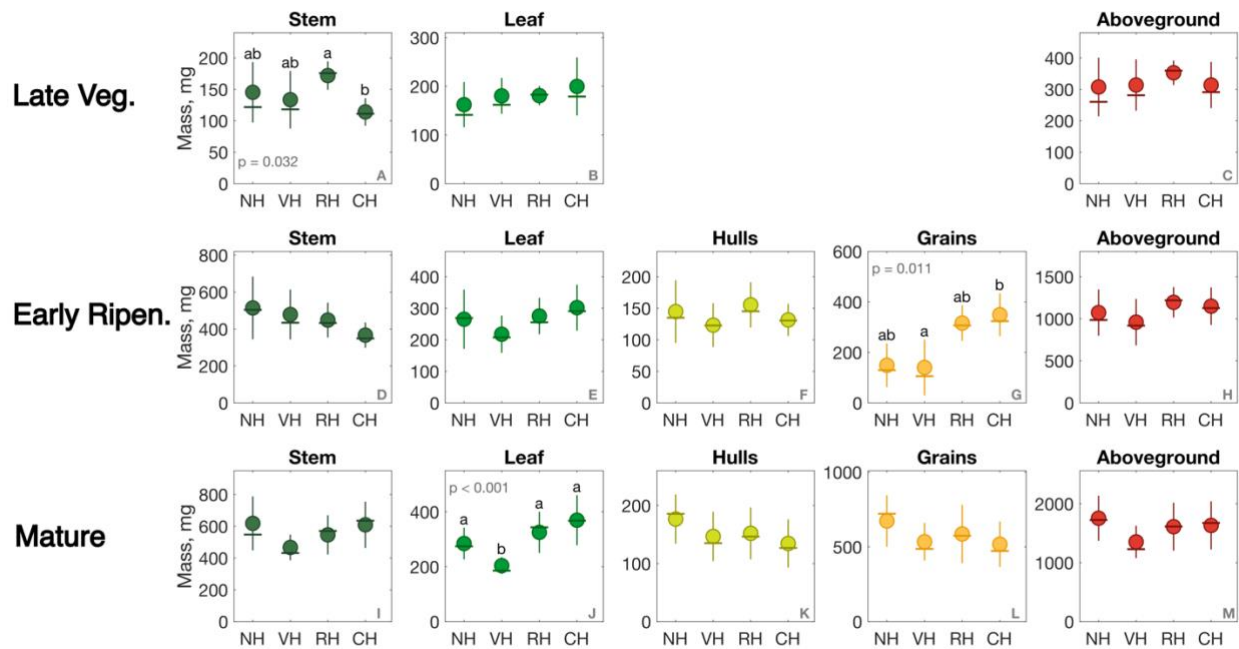 Stem Leaf Aboveground
Late Veg.
Mass, mg
200
150
100
50
0
ab ab a b
p = 0.032
A
NH VH RH CH
300
200
100
0
B
NH VH RH CH
400
300
200
100
0
C
NH VH RH CH
Stem Leaf Hulls Grains Aboveground
Early Ripen.
Mass, mg
800
600
400
200
0
D
NH VH RH CH
400
300
200
100
0
E
NH VH RH CH
200
150
100
50
0
F
NH VH RH CH
600
400
200
0
p = 0.011
ab a ab b
G
NH VH RH CH
1500
1000
500
0
H
NH VH RH CH
Stem Leaf Hulls Grains Aboveground
Mature
Mass, mg
800
600
400
200
0
I
NH VH RH CH
400
200
0
p < 0.001
a b a a
J
NH VH RH CH
200
100
0
K
NH VH RH CH
1000
500
0
L
NH VH RH CH
2000
1000
0
M
NH VH RH CH